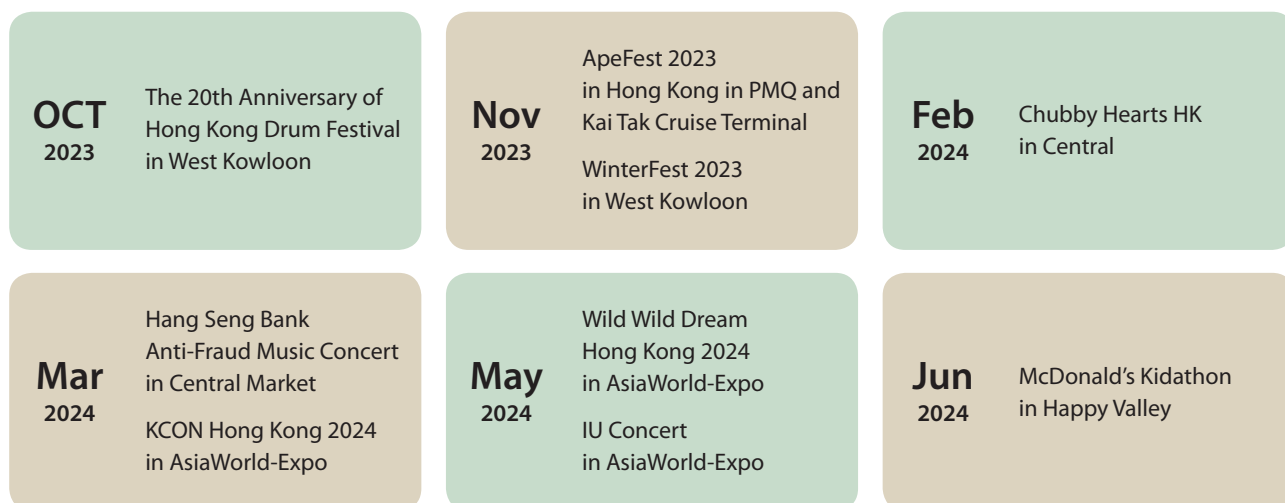 OCT
2023
The 20th Anniversary of
Hong Kong Drum Festival
in West Kowloon
Nov
2023
ApeFest 2023
in Hong Kong in PMQ and
Kai Tak Cruise Terminal
WinterFest 2023
in West Kowloon
Feb
2024
Chubby Hearts HK
in Central
Mar
2024
Hang Seng Bank
Anti-Fraud Music Concert
in Central Market
KCON Hong Kong 2024
in AsiaWorld-Expo
May
2024
Wild Wild Dream
Hong Kong 2024
in AsiaWorld-Expo
IU Concert
in AsiaWorld-Expo
Jun
2024
McDonald’s Kidathon
in Happy Valley